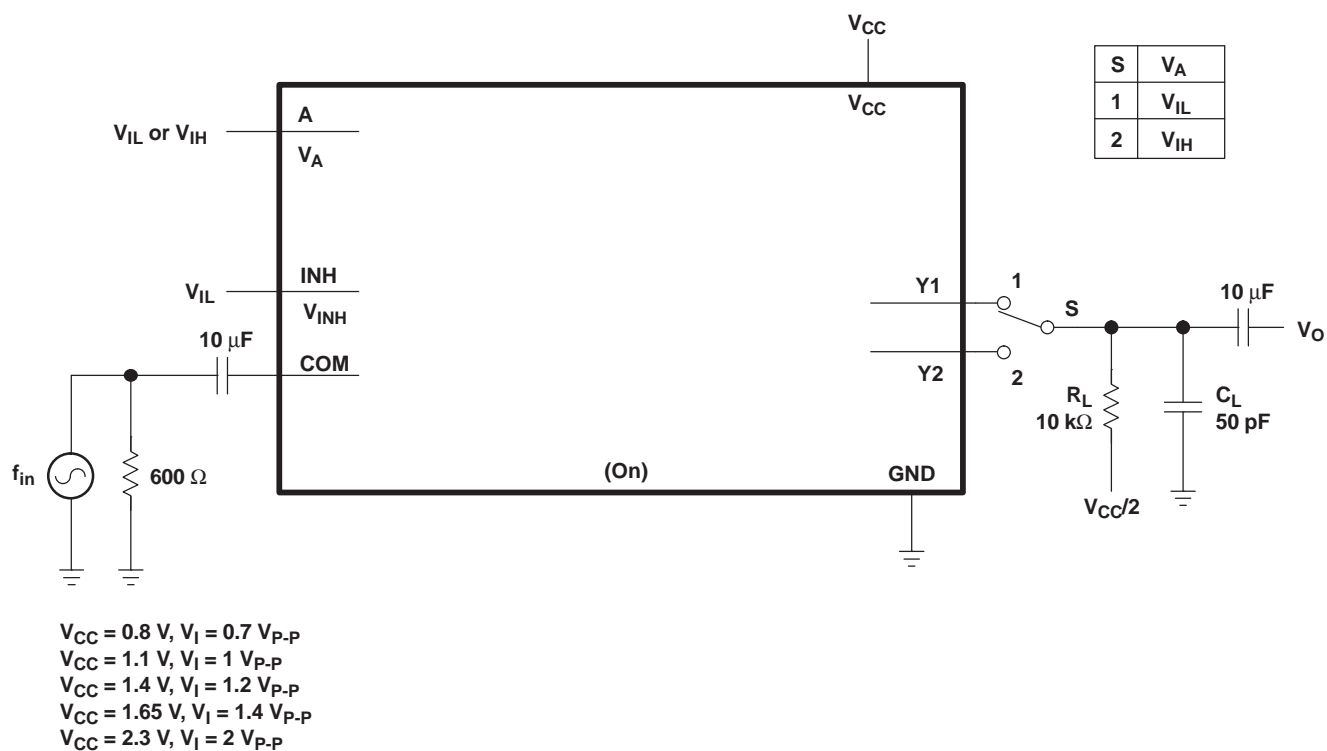 VCC
S VA
1 VIL
2 VIH
VCC
A
VIL or VIH
VA
INH
VIL
VINH
Y1
1
S
10 μF
VO
10 μF
COM
Y2
2
RL
10 kΩ
CL
50 pF
fin
600 Ω
(On)
GND
VCC/2
VCC = 0.8 V, VI = 0.7 VP-P
VCC = 1.1 V, VI = 1 VP-P
VCC = 1.4 V, VI = 1.2 VP-P
VCC = 1.65 V, VI = 1.4 VP-P
VCC = 2.3 V, VI = 2 VP-P